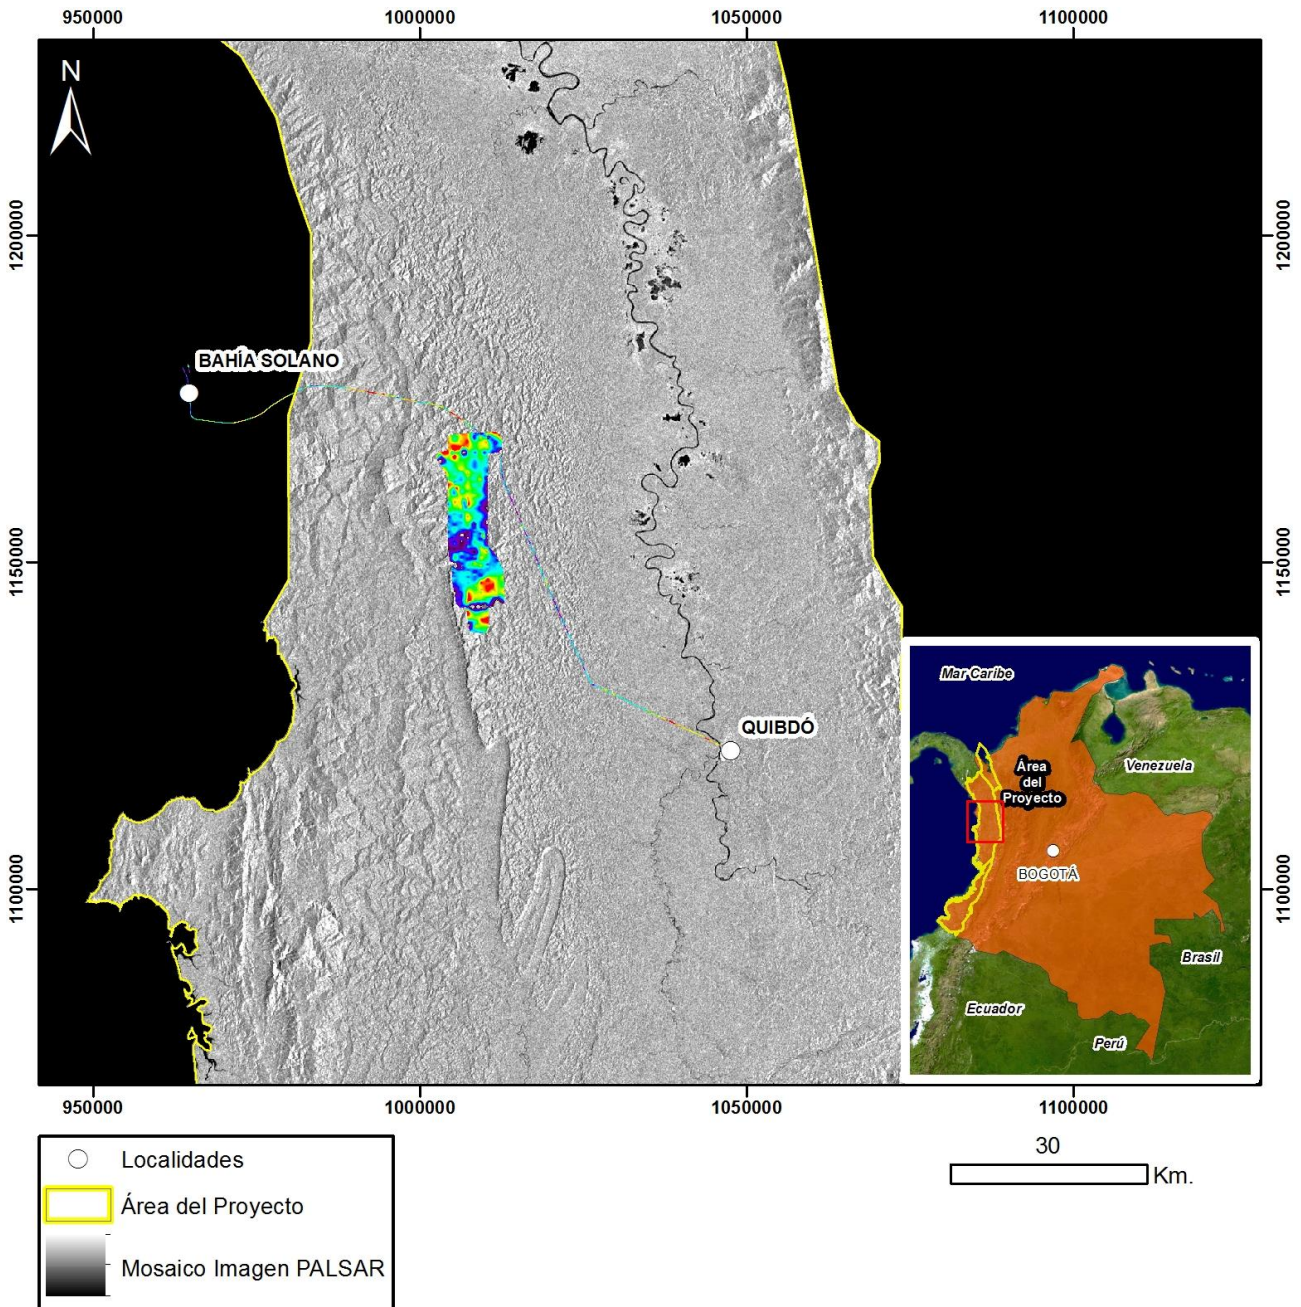 950000 1000000 1050000 1100000
N
1200000 1200000
BAHÍA SOLANO
1150000 1150000
QUIBDÓ
1100000 1100000
Mar Caribe
Venezuela
Área
del
Proyecto
BOGOTÁ
Brasil
Ecuador
Perú
950000 1000000 1050000 1100000
Localidades
Área del Proyecto
Mosaico Imagen PALSAR
30
Km.